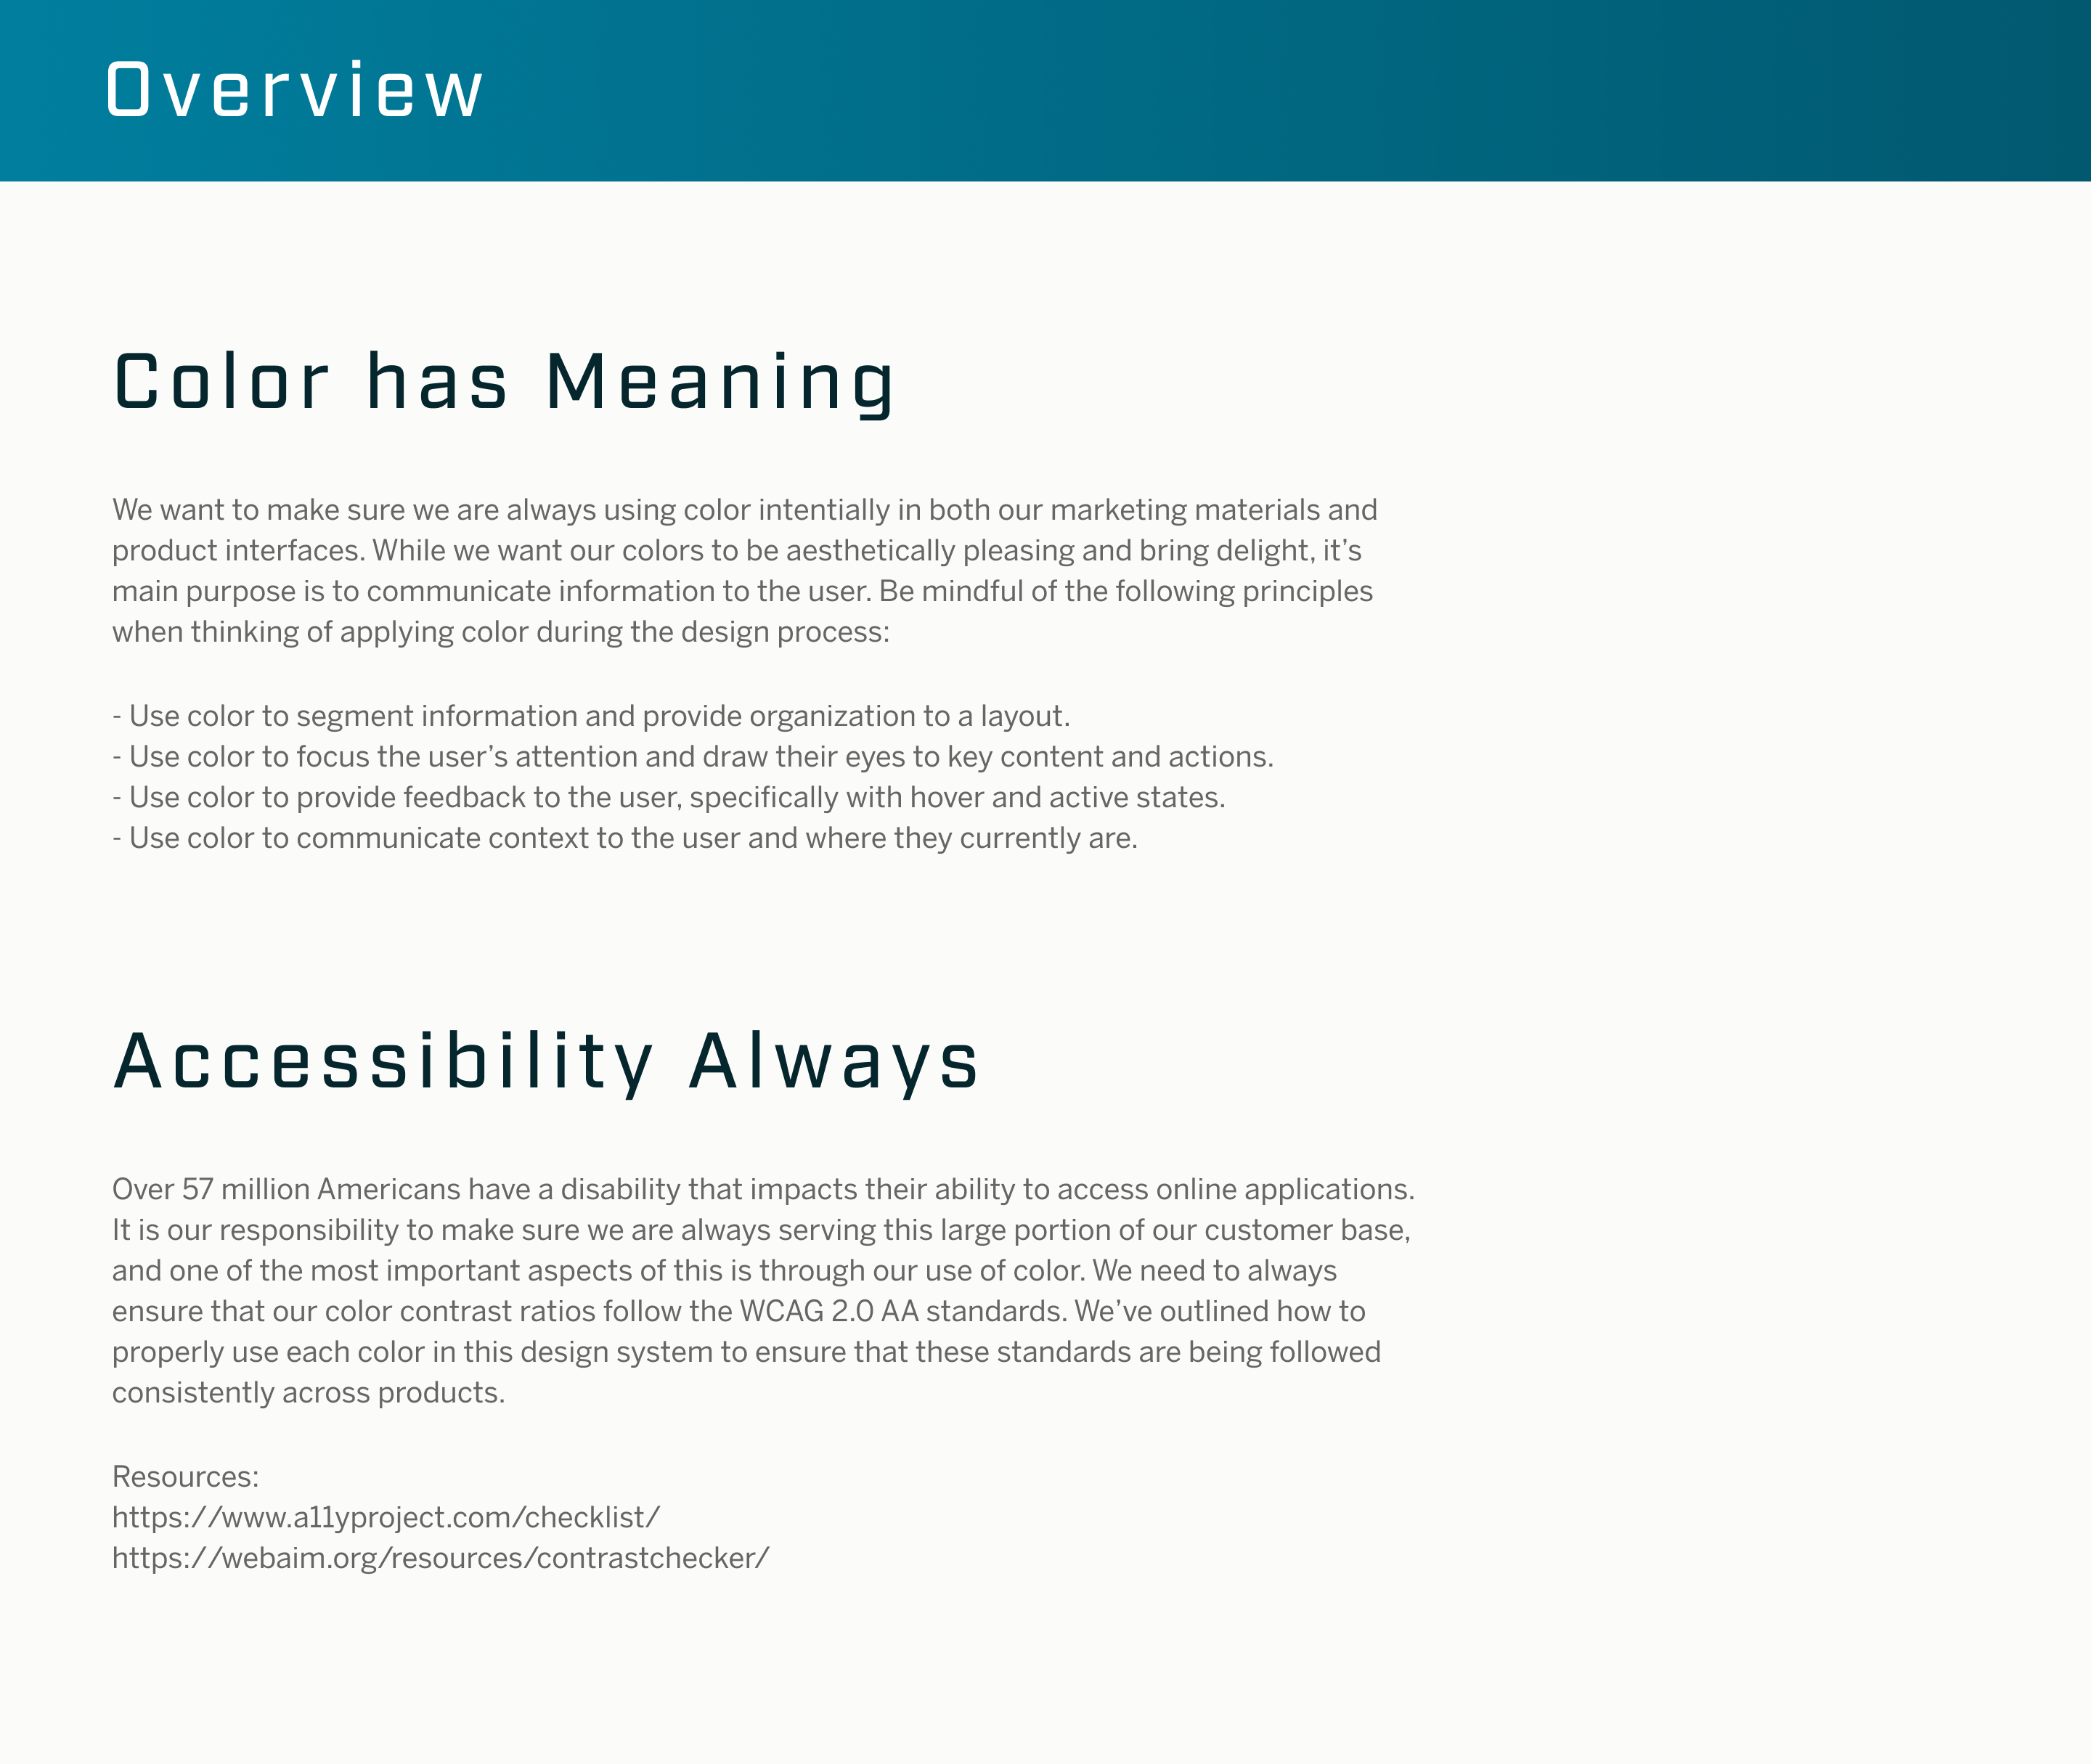 Overview
Color has Meaning
We want to make sure we are always using color intentially in both our marketing materials and
product interfaces. While we want our colors to be aesthetically pleasing and bring delight, it’s
main purpose is to communicate information to the user. Be mindful of the following principles
when thinking of applying color during the design process:
- Use color to segment information and provide organization to a layout.
- Use color to focus the user’s attention and draw their eyes to key content and actions.
- Use color to provide feedback to the user, specifically with hover and active states.
- Use color to communicate context to the user and where they currently are.
Accessibility Always
Over 57 million Americans have a disability that impacts their ability to access online applications.
It is our responsibility to make sure we are always serving this large portion of our customer base,
and one of the most important aspects of this is through our use of color. We need to always
ensure that our color contrast ratios follow the WCAG 2.0 AA standards. We’ve outlined how to
properly use each color in this design system to ensure that these standards are being followed
consistently across products.
Resources:
https://www.a11yproject.com/checklist/
https://webaim.org/resources/contrastchecker/